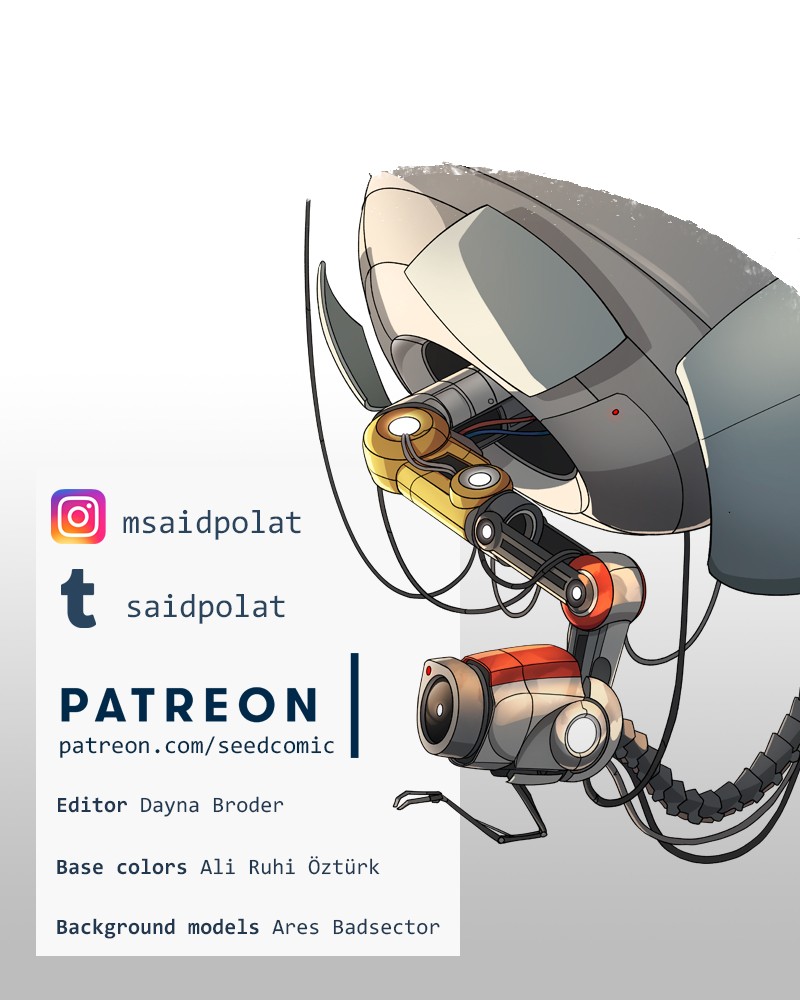 msaidpolat
t saidpolat
PATREON
patreon.com/seedcomic
Editor Dayna Broder
Base colors Ali Ruhi Öztürk
Background models Ares Badsector